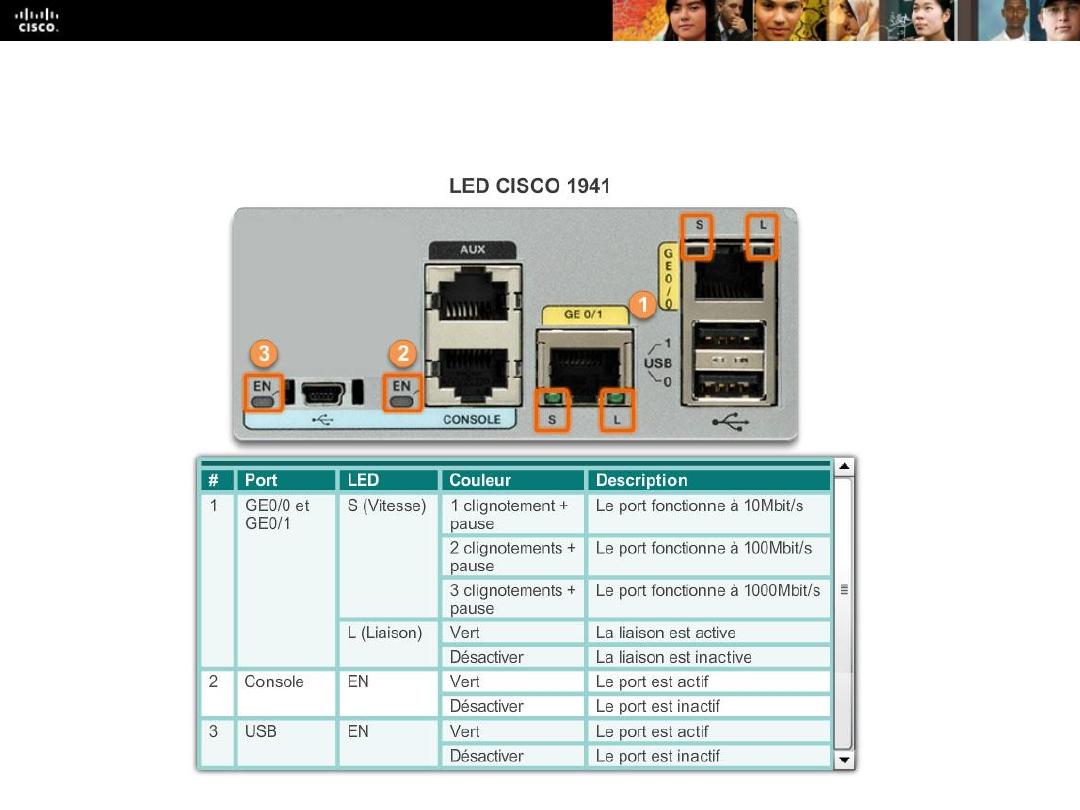 CISCO.
LED CISCO 1941
S L
AUX
GE0/0
1
GE 0/1
3
2
1
USB
0
EN
EN
CONSOLE
S L
# Port LED Couleur Description
1 GE0/0 et GE0/1 S (Vitesse) 1 clignotement + pause Le port fonctionne à 10Mbit/s
2 clignotements + pause Le port fonctionne à 100Mbit/s
3 clignotements + pause Le port fonctionne à 1000Mbit/s
L (Liaison) Vert La liaison est active
Désactiver La liaison est inactive
2 Console EN Vert Le port est actif
Désactiver Le port est inactif
3 USB EN Vert Le port est actif
Désactiver Le port est inactif